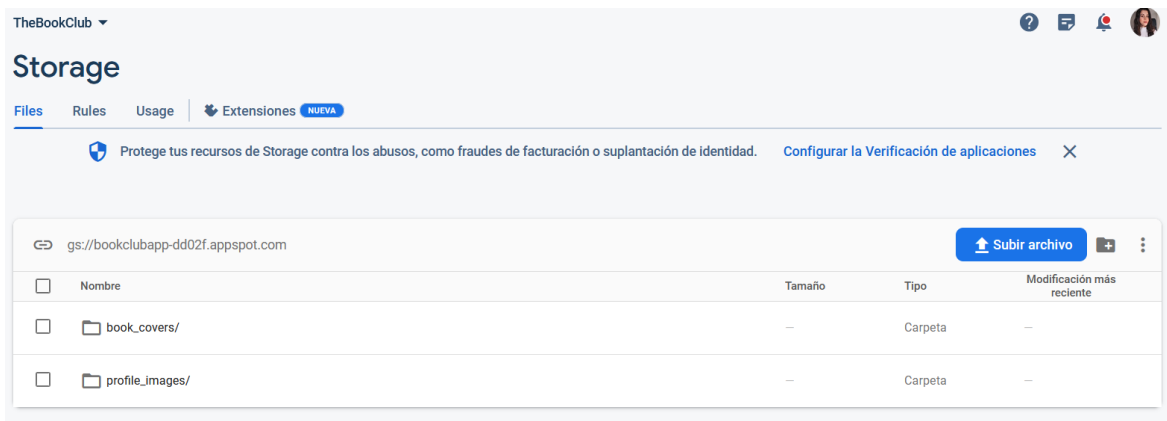 TheBookClub
Storage
Files Rules Usage Extensiones NUEVA
Protege tus recursos de Storage contra los abusos, como fraudes de facturación o suplantación de identidad. Configurar la Verificación de aplicaciones
gs://bookclubapp-dd02f.appspot.com Subir archivo
Nombre Tamaño Tipo Modificación más
reciente
book_covers/ — Carpeta —
profile_images/ — Carpeta —